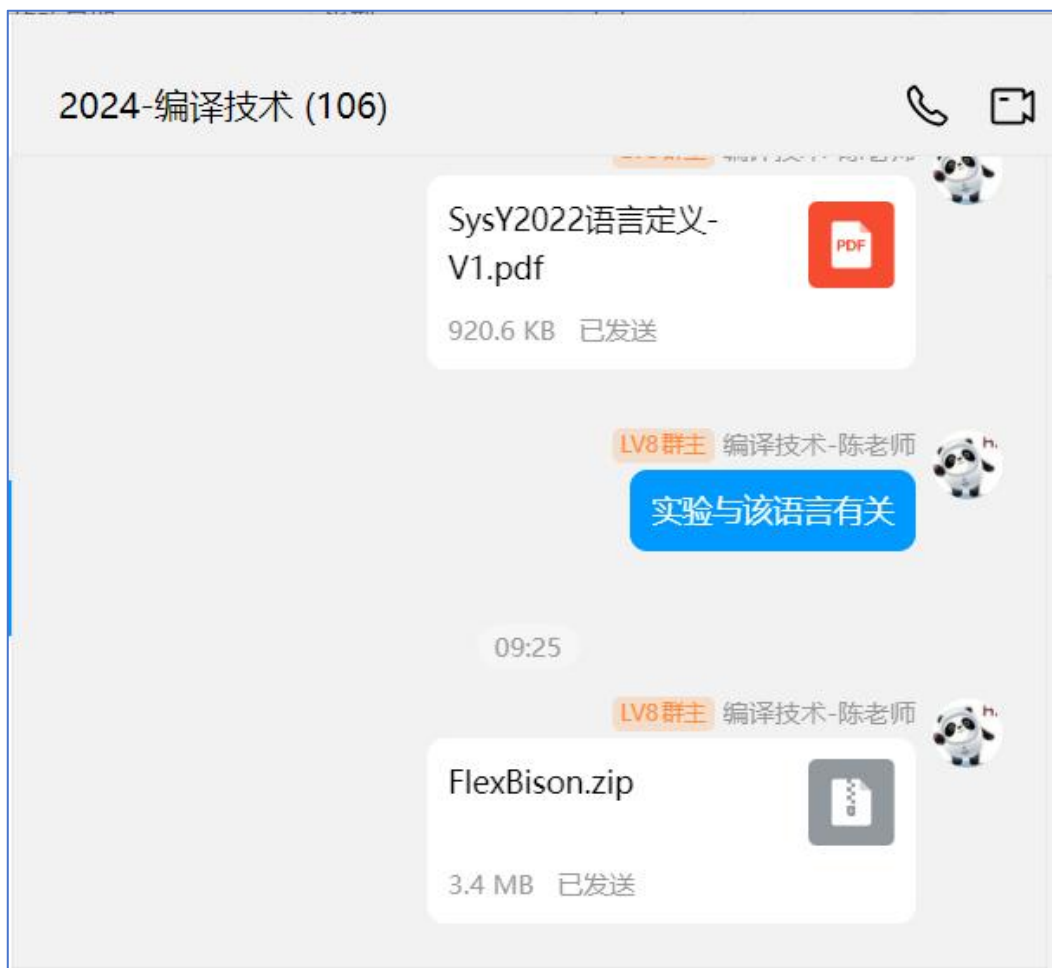 2024-编译技术 (106)
SysY2022语言定义-
V1.pdf
PDF
920.6 KB 已发送
LV8群主 编译技术-陈老师
实验与该语言有关
09:25
LV8群主 编译技术-陈老师
FlexBison.zip
3.4 MB 已发送